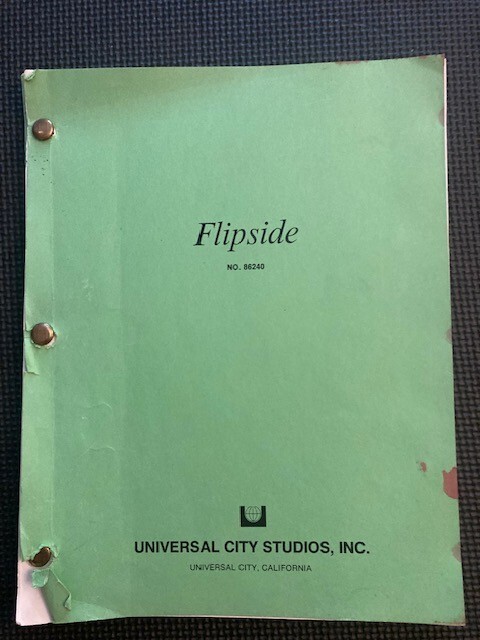 Flipside
NO. 86240
UNIVERSAL CITY STUDIOS, INC.
UNIVERSAL CITY, CALIFORNIA